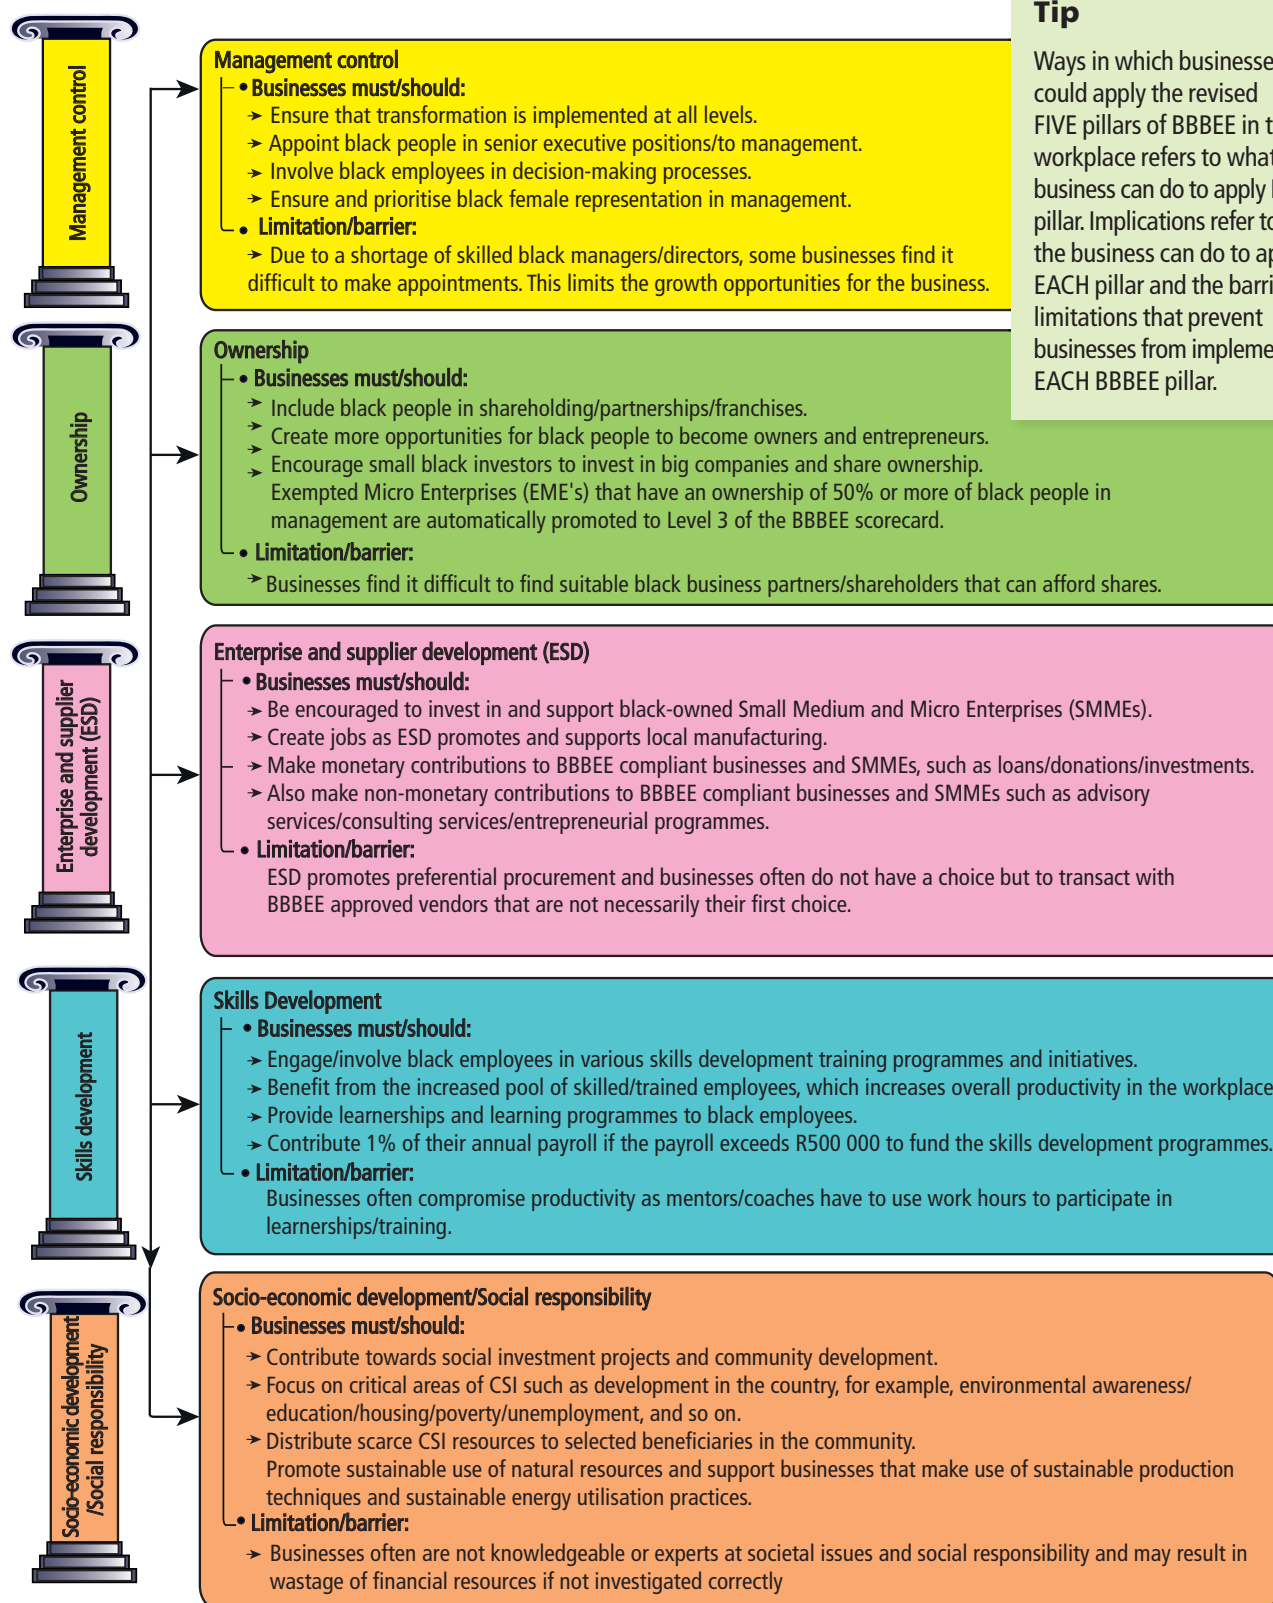 Management control
Management control
• Businesses must/should:
→ Ensure that transformation is implemented at all levels.
→ Appoint black people in senior executive positions/to management.
→ Involve black employees in decision-making processes.
→ Ensure and prioritise black female representation in management.
• Limitation/barrier:
→ Due to a shortage of skilled black managers/directors, some businesses find it
difficult to make appointments. This limits the growth opportunities for the business.
Tip
Ways in which businesse
could apply the revised
FIVE pillars of BBBEE in t
workplace refers to what
business can do to apply
pillar. Implications refer to
the business can do to ap
EACH pillar and the barri
limitations that prevent
businesses from impleme
EACH BBBEE pillar.
Ownership
Ownership
• Businesses must/should:
→ Include black people in shareholding/partnerships/franchises.
→ Create more opportunities for black people to become owners and entrepreneurs.
→ Encourage small black investors to invest in big companies and share ownership.
→ Exempted Micro Enterprises (EME's) that have an ownership of 50% or more of black people in
management are automatically promoted to Level 3 of the BBBEE scorecard.
• Limitation/barrier:
→ Businesses find it difficult to find suitable black business partners/shareholders that can afford shares.
Enterprise and supplier
development (ESD)
Enterprise and supplier development (ESD)
• Businesses must/should:
→ Be encouraged to invest in and support black-owned Small Medium and Micro Enterprises (SMMEs).
→ Create jobs as ESD promotes and supports local manufacturing.
→ Make monetary contributions to BBBEE compliant businesses and SMMEs, such as loans/donations/investments.
→ Also make non-monetary contributions to BBBEE compliant businesses and SMMEs such as advisory
services/consulting services/entrepreneurial programmes.
• Limitation/barrier:
ESD promotes preferential procurement and businesses often do not have a choice but to transact with
BBBEE approved vendors that are not necessarily their first choice.
Skills development
Skills Development
• Businesses must/should:
→ Engage/involve black employees in various skills development training programmes and initiatives.
→ Benefit from the increased pool of skilled/trained employees, which increases overall productivity in the workplace
→ Provide learnerships and learning programmes to black employees.
→ Contribute 1% of their annual payroll if the payroll exceeds R500 000 to fund the skills development programmes.
• Limitation/barrier:
Businesses often compromise productivity as mentors/coaches have to use work hours to participate in
learnerships/training.
Socio-economic development
/Social responsibility
Socio-economic development/Social responsibility
• Businesses must/should:
→ Contribute towards social investment projects and community development.
→ Focus on critical areas of CSI such as development in the country, for example, environmental awareness/
education/housing/poverty/unemployment, and so on.
→ Distribute scarce CSI resources to selected beneficiaries in the community.
Promote sustainable use of natural resources and support businesses that make use of sustainable production
techniques and sustainable energy utilisation practices.
• Limitation/barrier:
→ Businesses often are not knowledgeable or experts at societal issues and social responsibility and may result in
wastage of financial resources if not investigated correctly